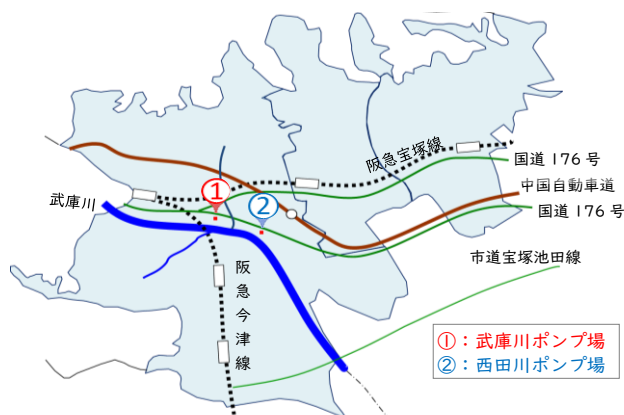 阪急宝塚線
国道176号
中国自動車道
国道176号
武庫川
①
②
市道宝塚池田線
阪急今津線
①：武庫川ポンプ場
②：西田川ポンプ場